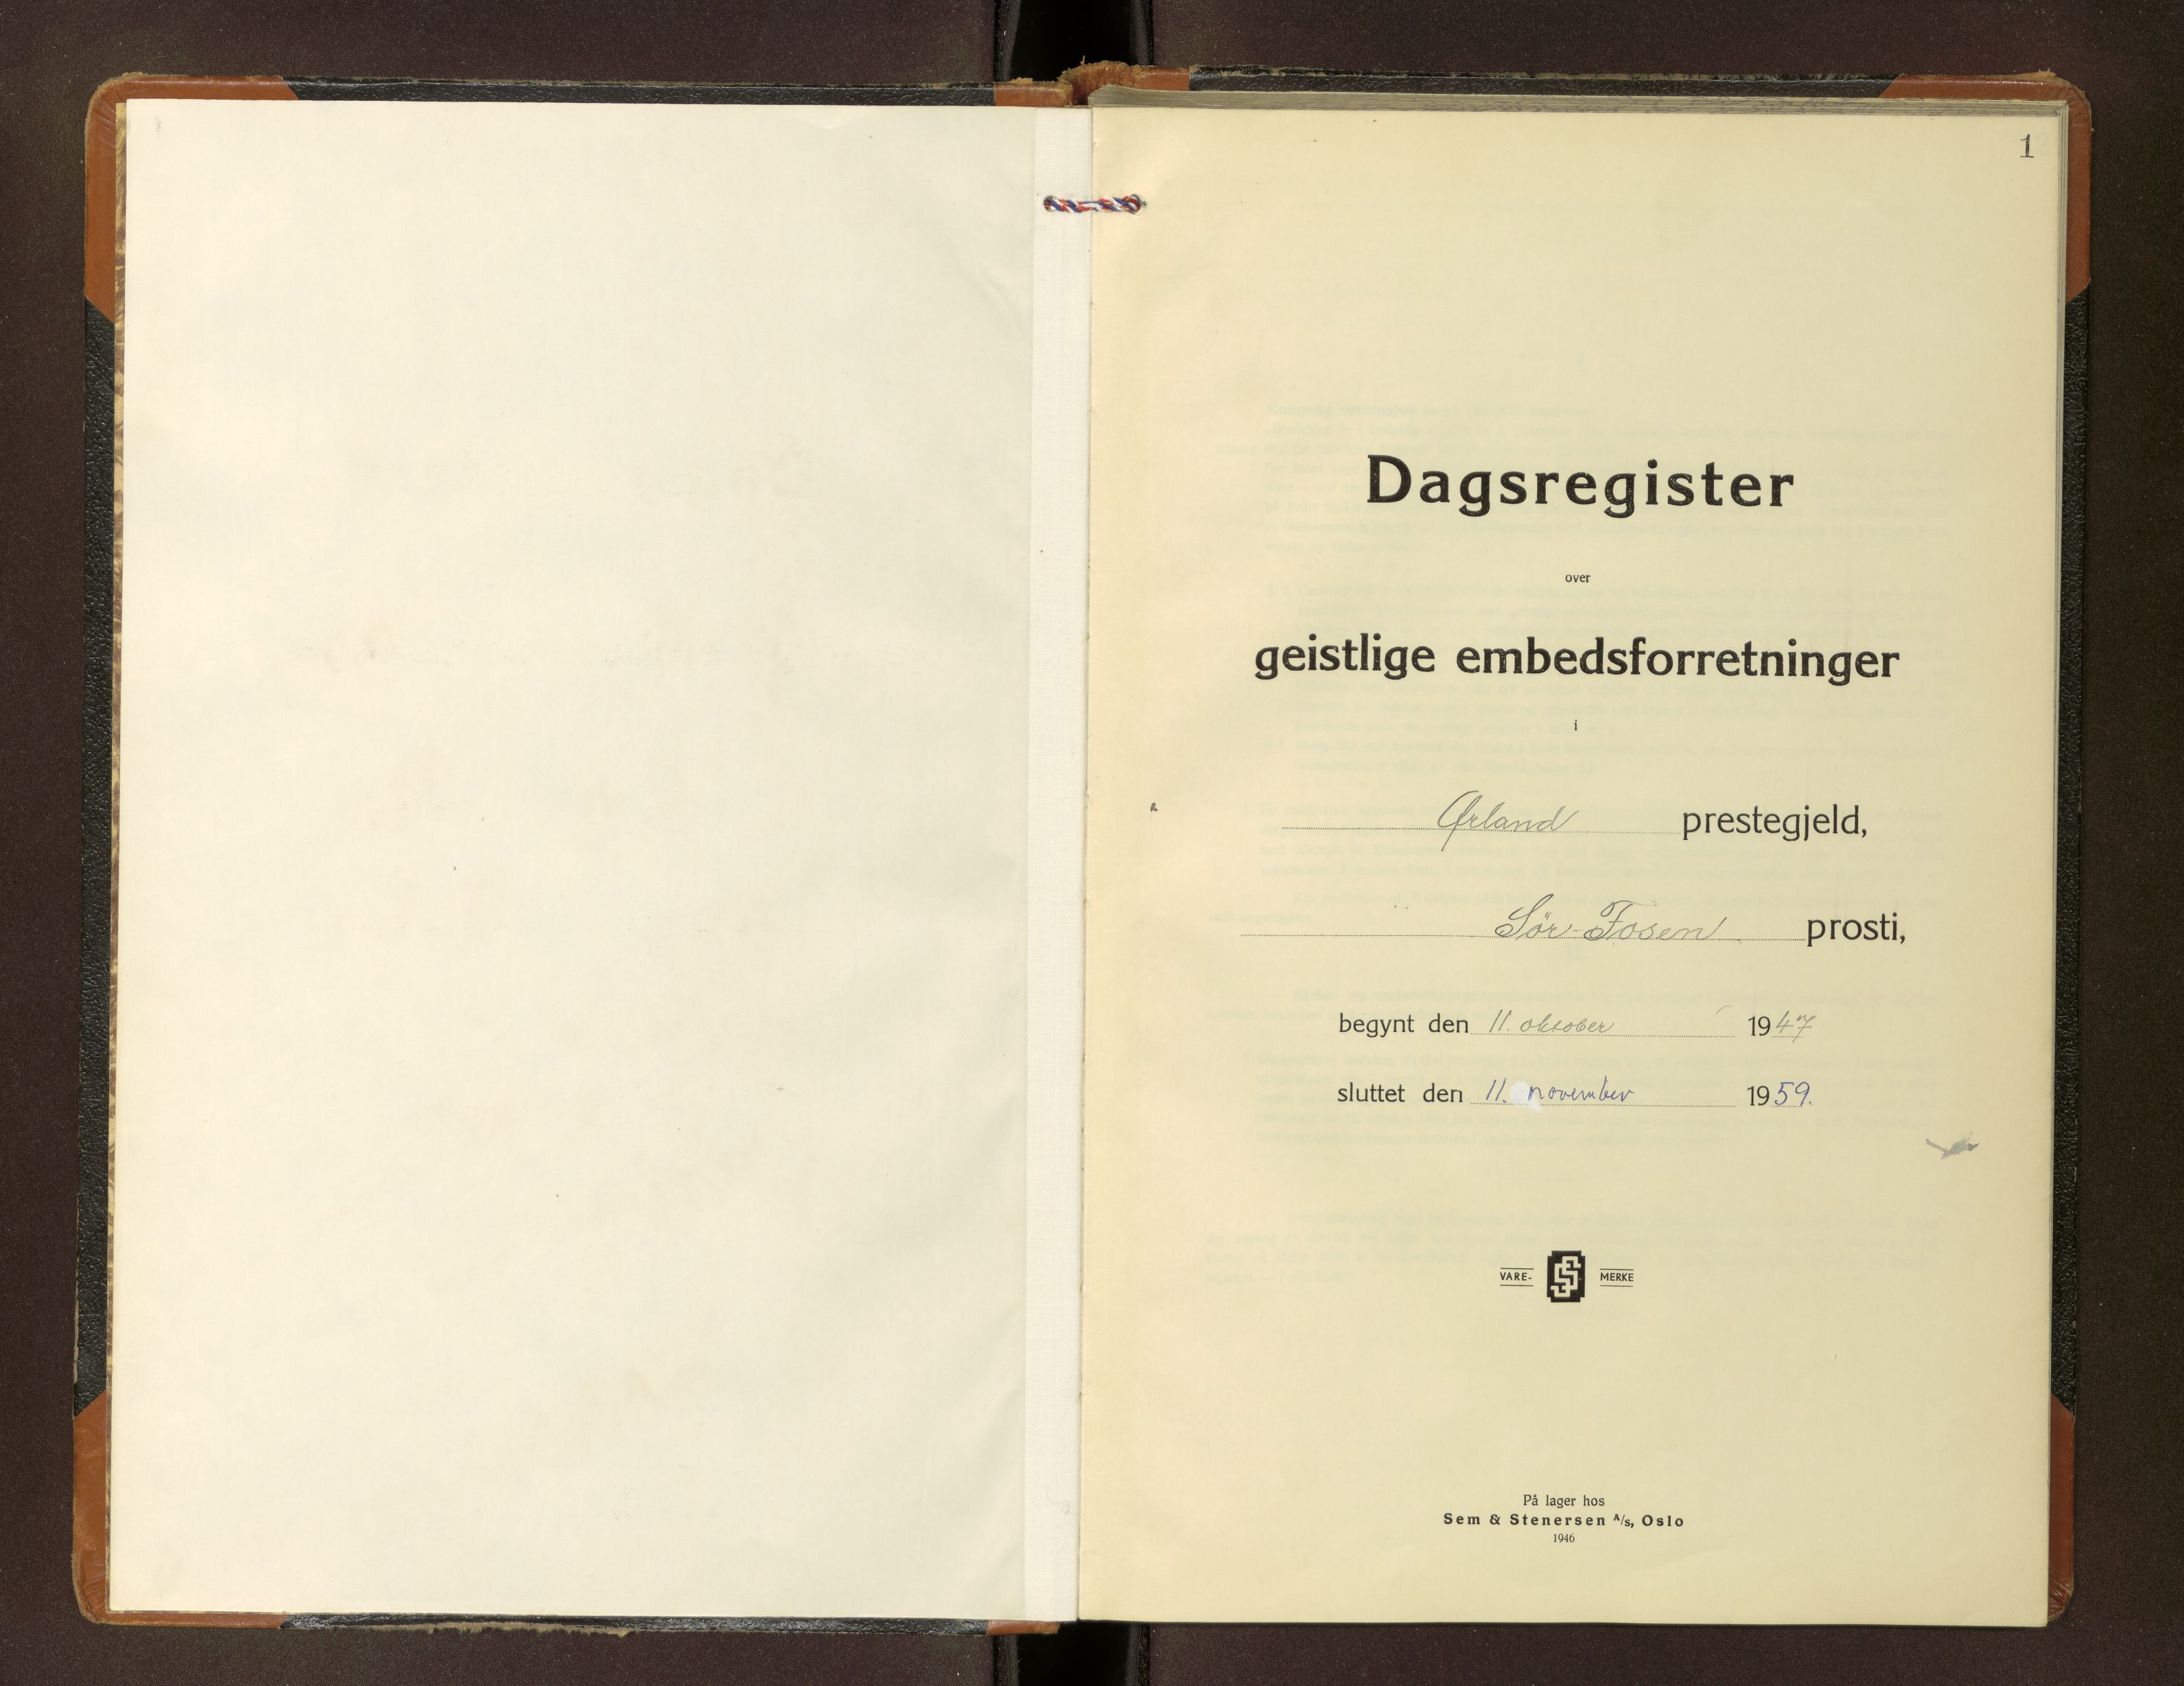 1
Dagsregister
over
geistlige embedsforretninger
i
Ørland prestegjeld,
Sör-Fosen prosti,
begynt den 11. oktober 1947
sluttet den 11. november 1959.
VARE- SS MERKE
På lager hos
Sem & Stenersen A/s, Oslo
1946